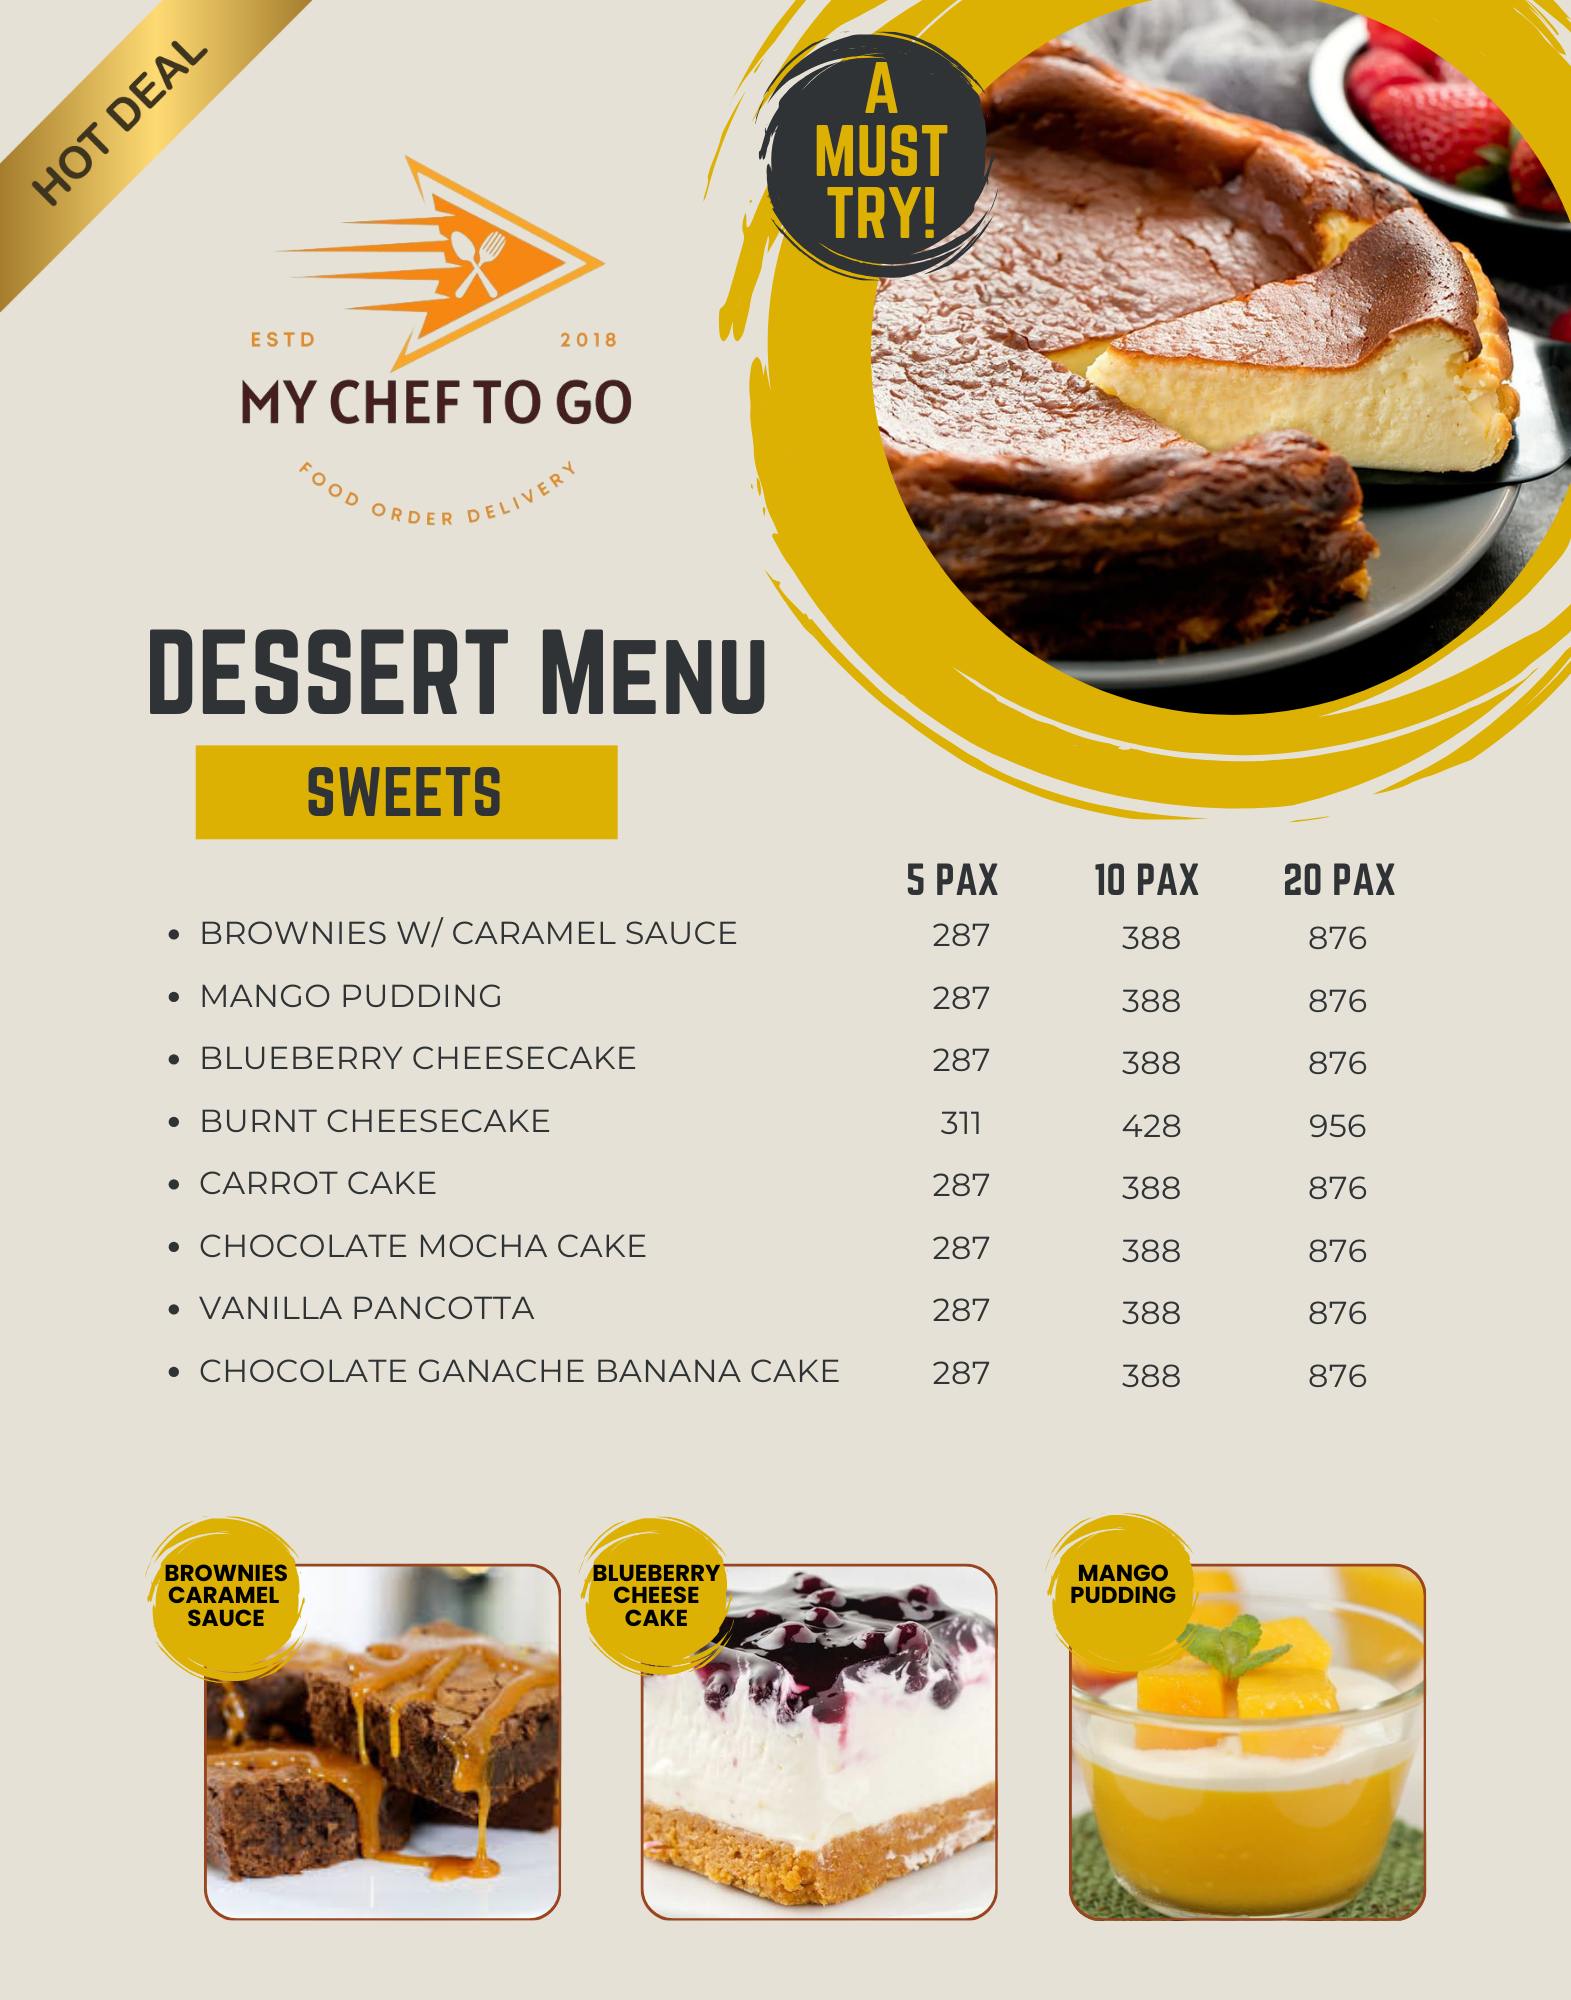 HOT DEAL
A
MUST
TRY!
ESTD 2018
MY CHEF TO GO
FOOD ORDER DELIVERY
DESSERT MENU
SWEETS
5 PAX 10 PAX 20 PAX
• BROWNIES W/ CARAMEL SAUCE 287 388 876
• MANGO PUDDING 287 388 876
• BLUEBERRY CHEESECAKE 287 388 876
• BURNT CHEESECAKE 311 428 956
• CARROT CAKE 287 388 876
• CHOCOLATE MOCHA CAKE 287 388 876
• VANILLA PANCOTTA 287 388 876
• CHOCOLATE GANACHE BANANA CAKE 287 388 876
BROWNIES
CARAMEL
SAUCE
BLUEBERRY
CHEESE
CAKE
MANGO
PUDDING